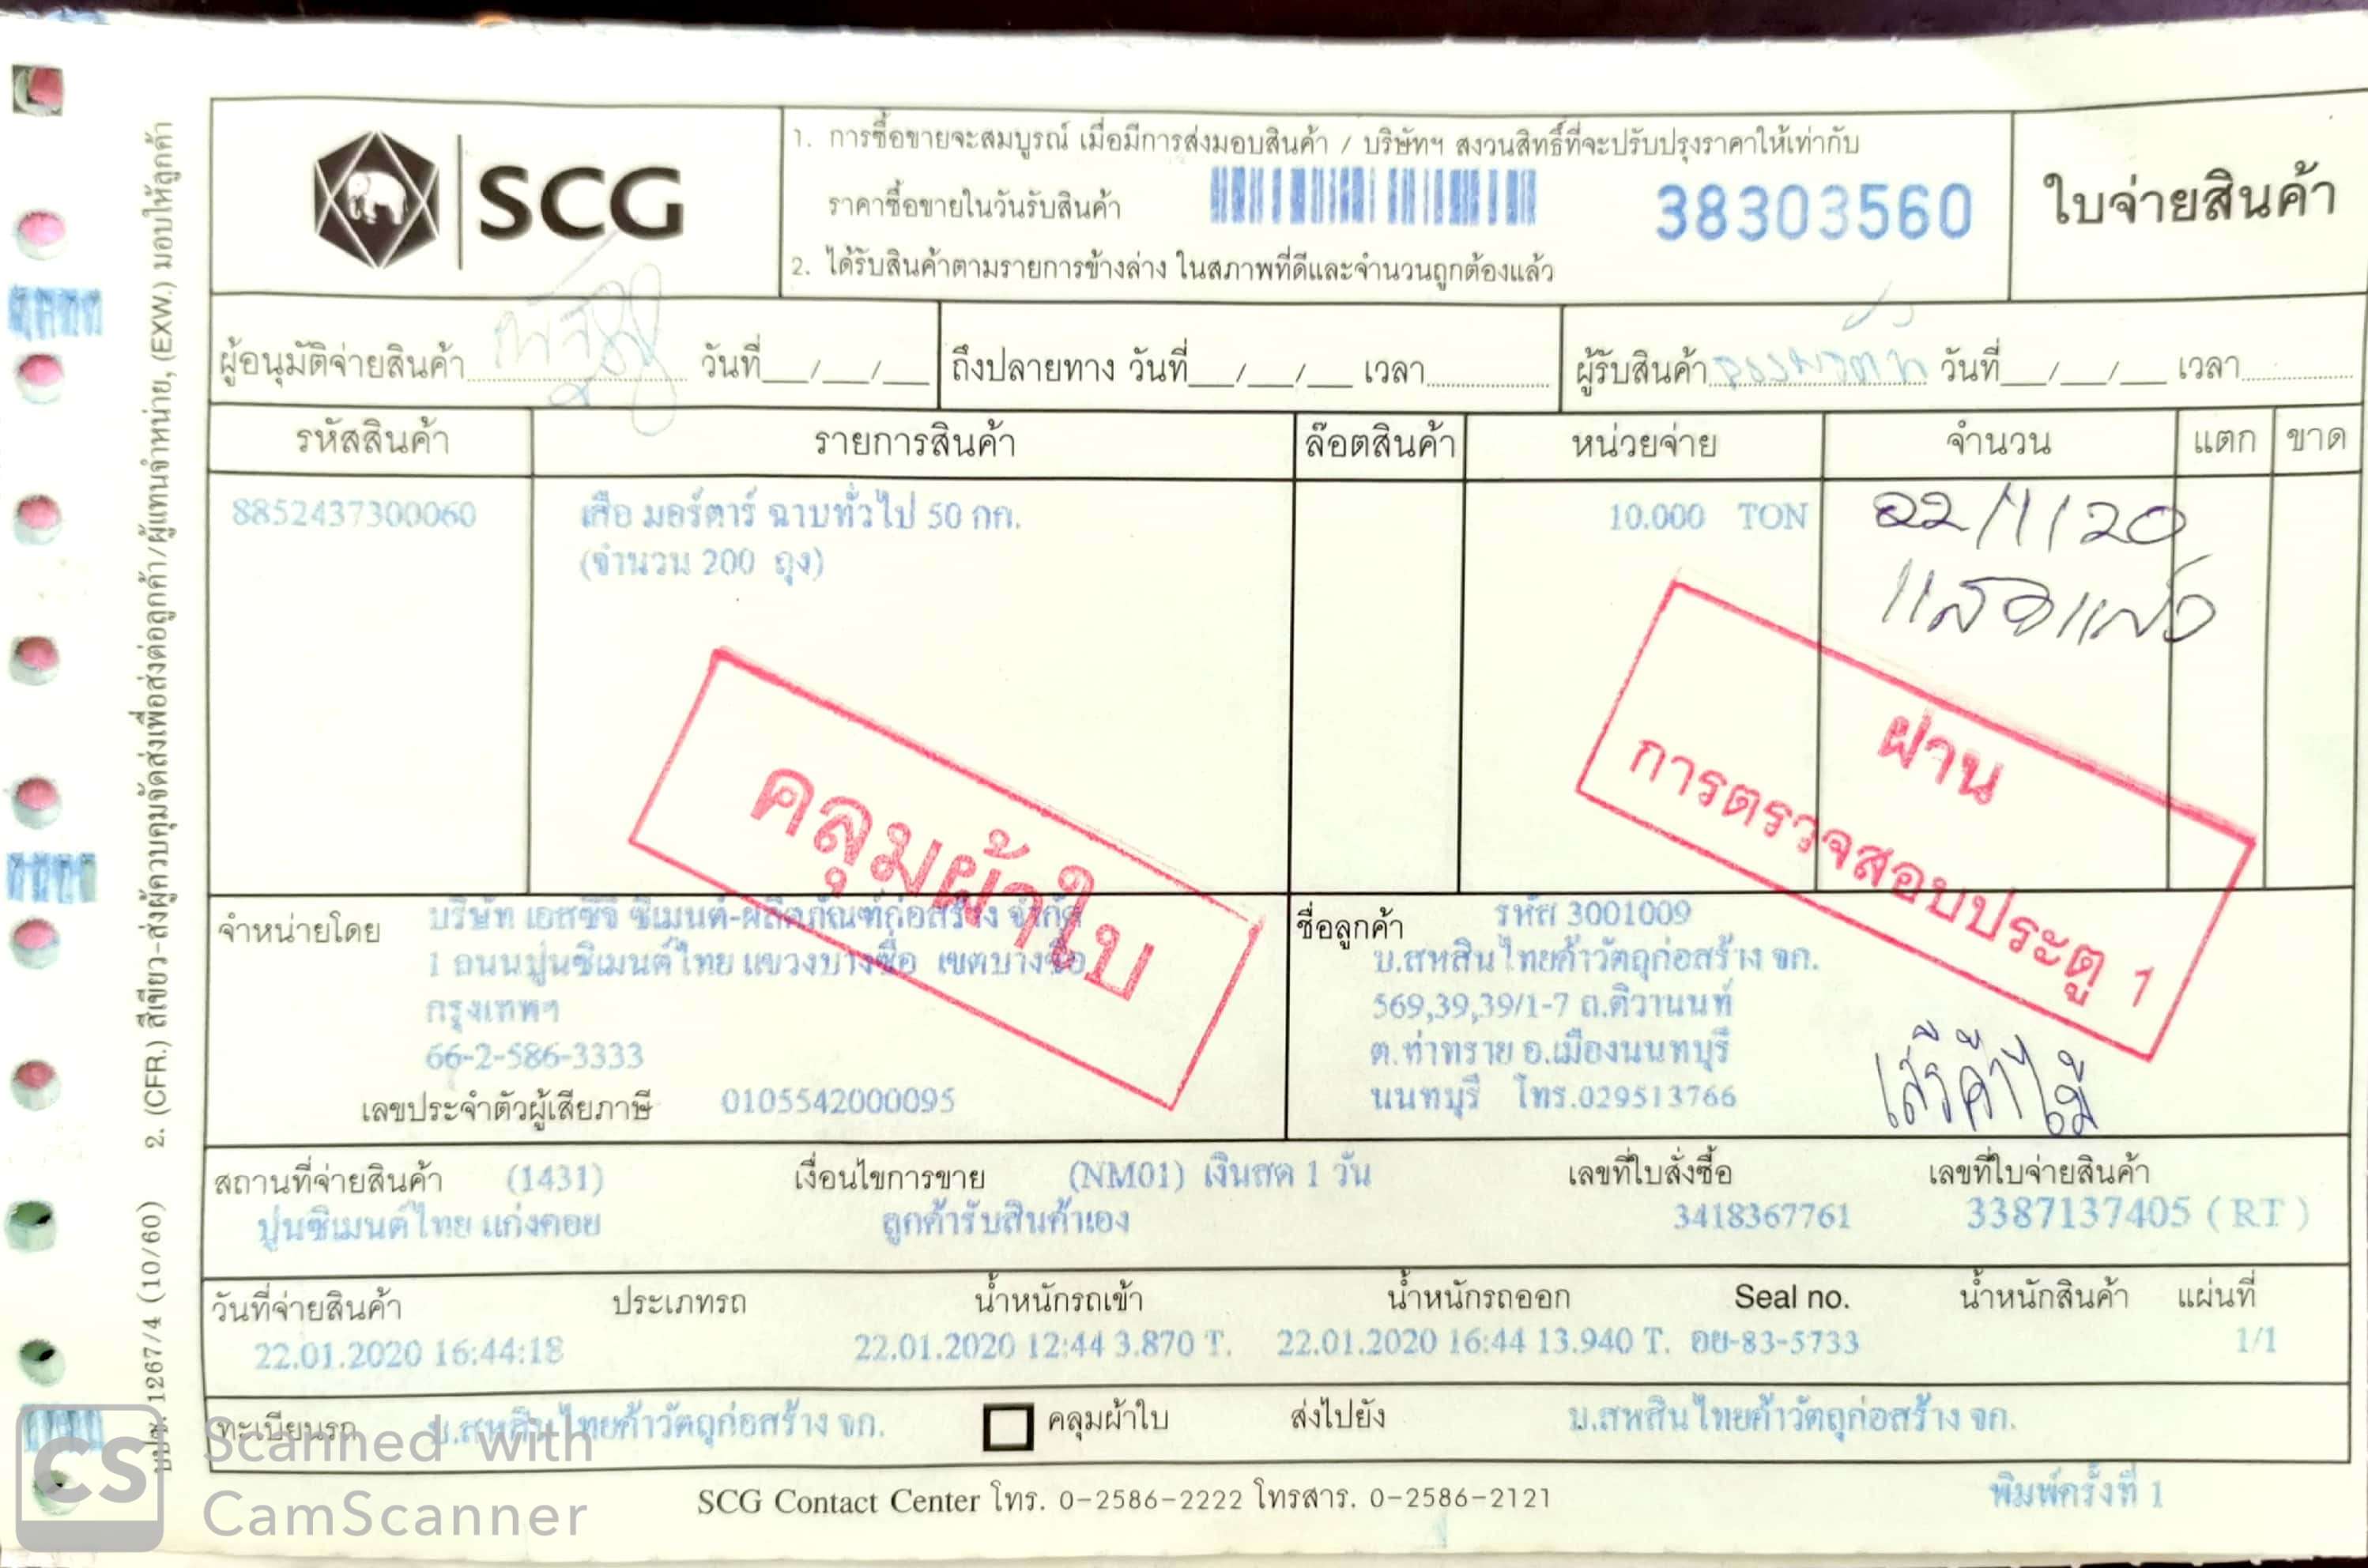 SCG
1. การซื้อขายจะสมบูรณ์ เมื่อมีการส่งมอบสินค้า / บริษัทฯ สงวนสิทธิ์ที่จะปรับปรุงราคาให้เท่ากับ
ราคาซื้อขายในวันรับสินค้า
38303560
2. ได้รับสินค้าตามรายการข้างล่าง ในสภาพที่ดีและจำนวนถูกต้องแล้ว
ใบจ่ายสินค้า
ผู้อนุมัติจ่ายสินค้า วันที่__/__/__ ถึงปลายทาง วันที่__/__/__ เวลา ผู้รับสินค้า วันที่__/__/__ เวลา
รหัสสินค้า รายการสินค้า ล๊อตสินค้า หน่วยจ่าย จำนวน แตก ขาด
8852437300060 เสือ มอร์ตาร์ ฉาบทั่วไป 50 กก. 10.000 TON 22/1/20
(จำนวน 200 ถุง)
คลุมผ้าใบ
ผ่าน
การตรวจสอบประตู 1
จำหน่ายโดย บริษัท เอสซีจี ซิเมนต์-ผลิตภัณฑ์ก่อสร้าง จำกัด
1 ถนนปูนซิเมนต์ไทย แขวงบางซื่อ เขตบางซื่อ
กรุงเทพฯ
66-2-586-3333
เลขประจำตัวผู้เสียภาษี 0105542000095
ชื่อลูกค้า รหัส 3001009
บ.สหสินไทยค้าวัตถุก่อสร้าง จก.
569,39,39/1-7 ถ.ติวานนท์
ต.ท่าทราย อ.เมืองนนทบุรี
นนทบุรี โทร.029513766
สถานที่จ่ายสินค้า (1431) เงื่อนไขการขาย (NM01) เงินสด 1 วัน เลขที่ใบสั่งซื้อ เลขที่ใบจ่ายสินค้า
ปูนซิเมนต์ไทย แก่งคอย ลูกค้ารับสินค้าเอง 3418367761 3387137405 (RT)
วันที่จ่ายสินค้า ประเภทรถ น้ำหนักรถเข้า น้ำหนักรถออก Seal no. น้ำหนักสินค้า แผ่นที่
22.01.2020 16:44:18 22.01.2020 12:44 3.870 T. 22.01.2020 16:44 13.940 T. อย-83-5733 1/1
ทะเบียนรถ บ.สหสินไทยค้าวัตถุก่อสร้าง จก. คลุมผ้าใบ ส่งไปยัง บ.สหสินไทยค้าวัตถุก่อสร้าง จก.
SCG Contact Center โทร. 0-2586-2222 โทรสาร. 0-2586-2121
พิมพ์ครั้งที่ 1
12267/4 (10/60) 2. (CFR.) สีเขียว-ส่งผู้ควบคุมจัดส่งเพื่อส่งต่อลูกค้า/ผู้แทนจำหน่าย, (EXW.) มอบให้ลูกค้า
CS
Scanned with
CamScanner